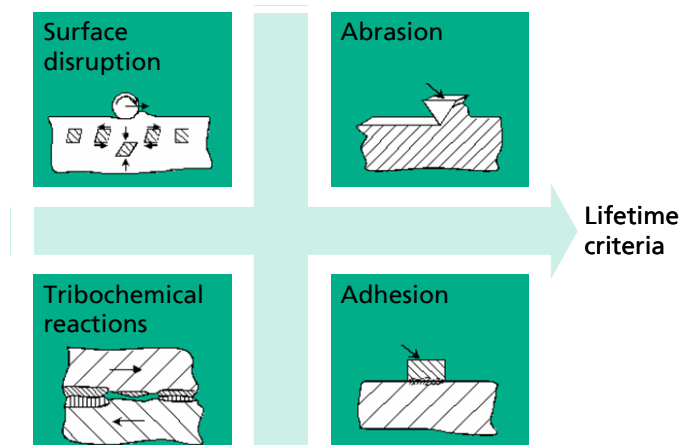 Surface
disruption
Abrasion
Lifetime
criteria
Tribochemical
reactions
Adhesion